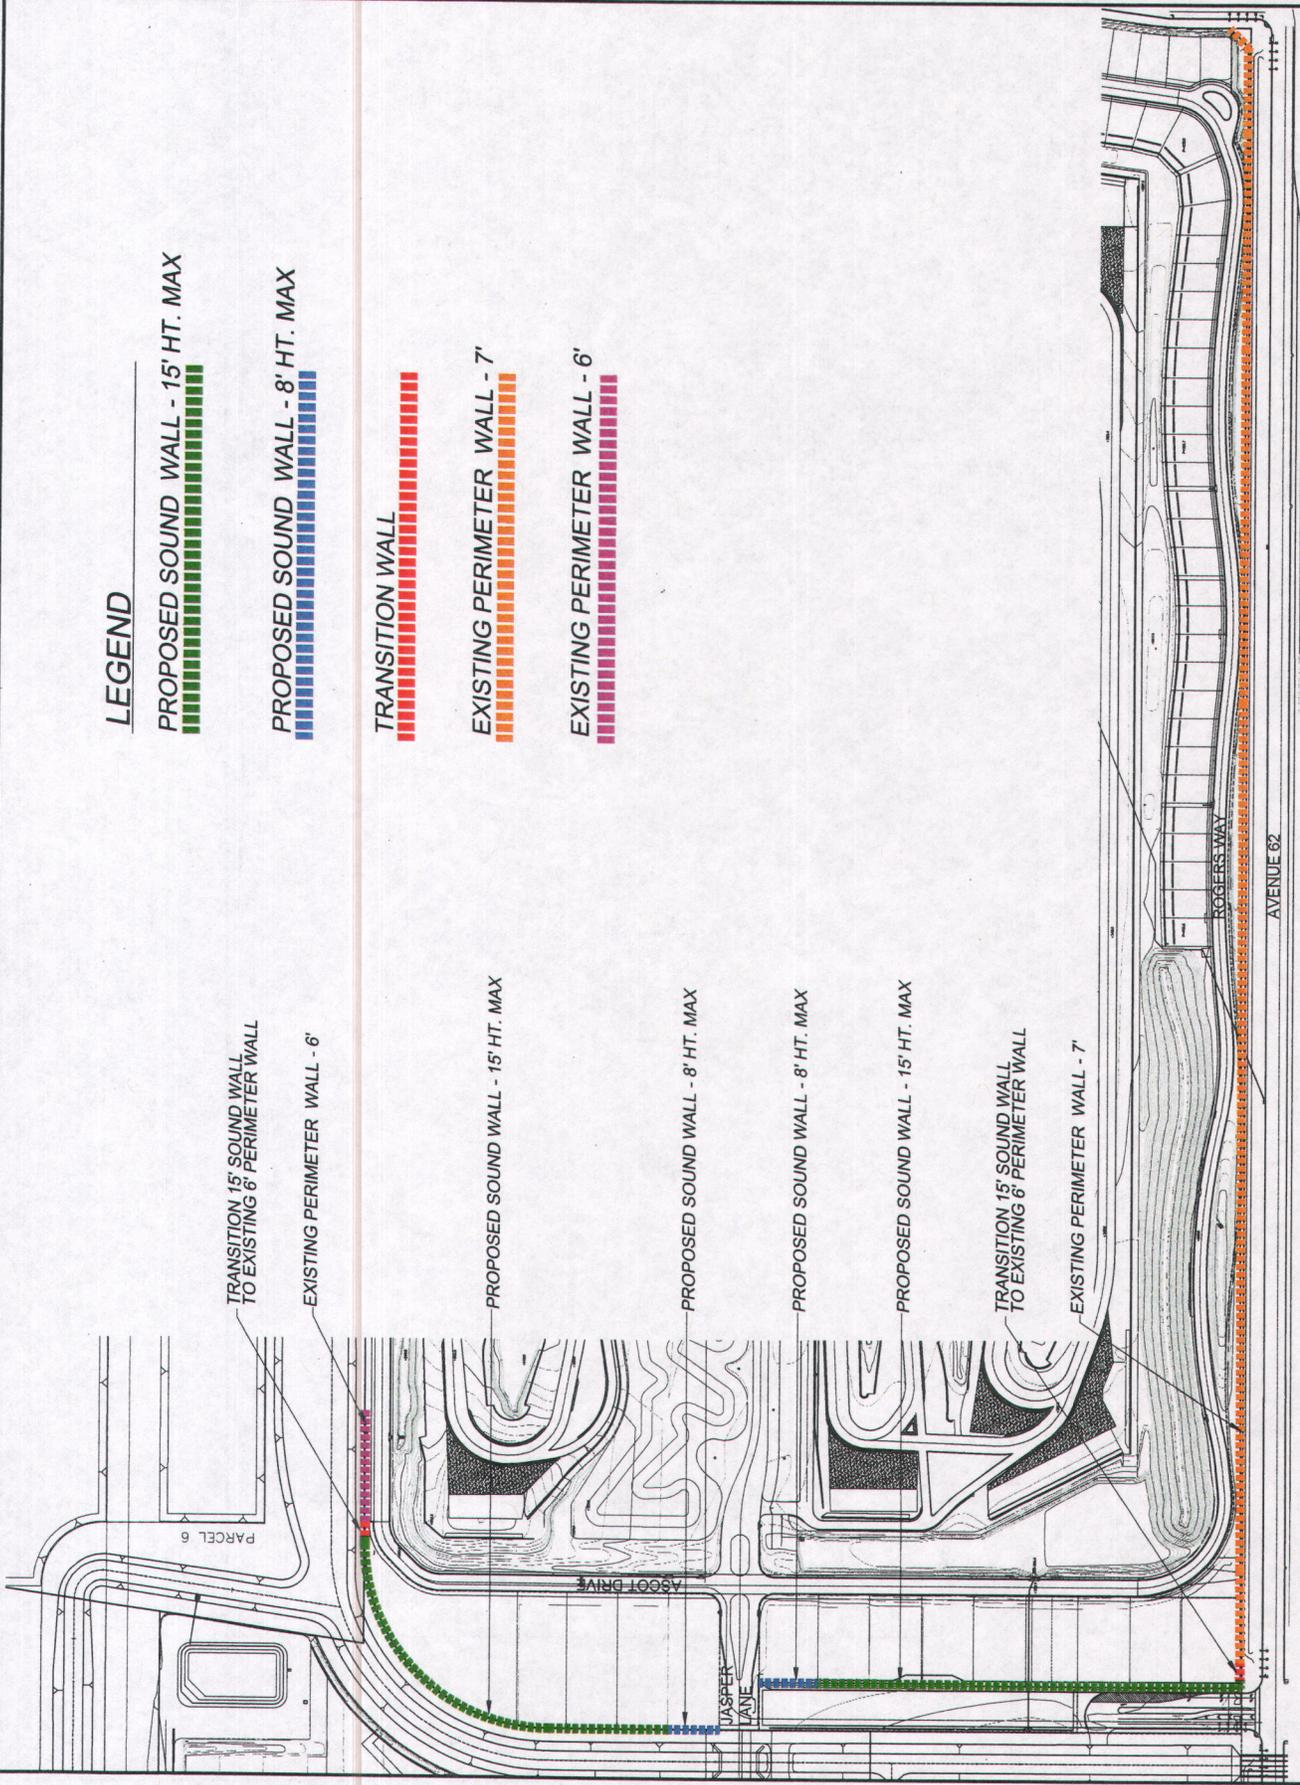 LEGEND
PROPOSED SOUND WALL - 15' HT. MAX
PROPOSED SOUND WALL - 8' HT. MAX
TRANSITION WALL
EXISTING PERIMETER WALL - 7'
EXISTING PERIMETER WALL - 6'
TRANSITION 15' SOUND WALL
TO EXISTING 6' PERIMETER WALL
EXISTING PERIMETER WALL - 6'
PROPOSED SOUND WALL - 15' HT. MAX
PROPOSED SOUND WALL - 8' HT. MAX
PROPOSED SOUND WALL - 8' HT. MAX
PROPOSED SOUND WALL - 15' HT. MAX
TRANSITION 15' SOUND WALL
TO EXISTING 6' PERIMETER WALL
EXISTING PERIMETER WALL - 7'
PARCEL 6
ASCOT DRIVE
JASPER
LANE
ROGERS WAY
AVENUE 62